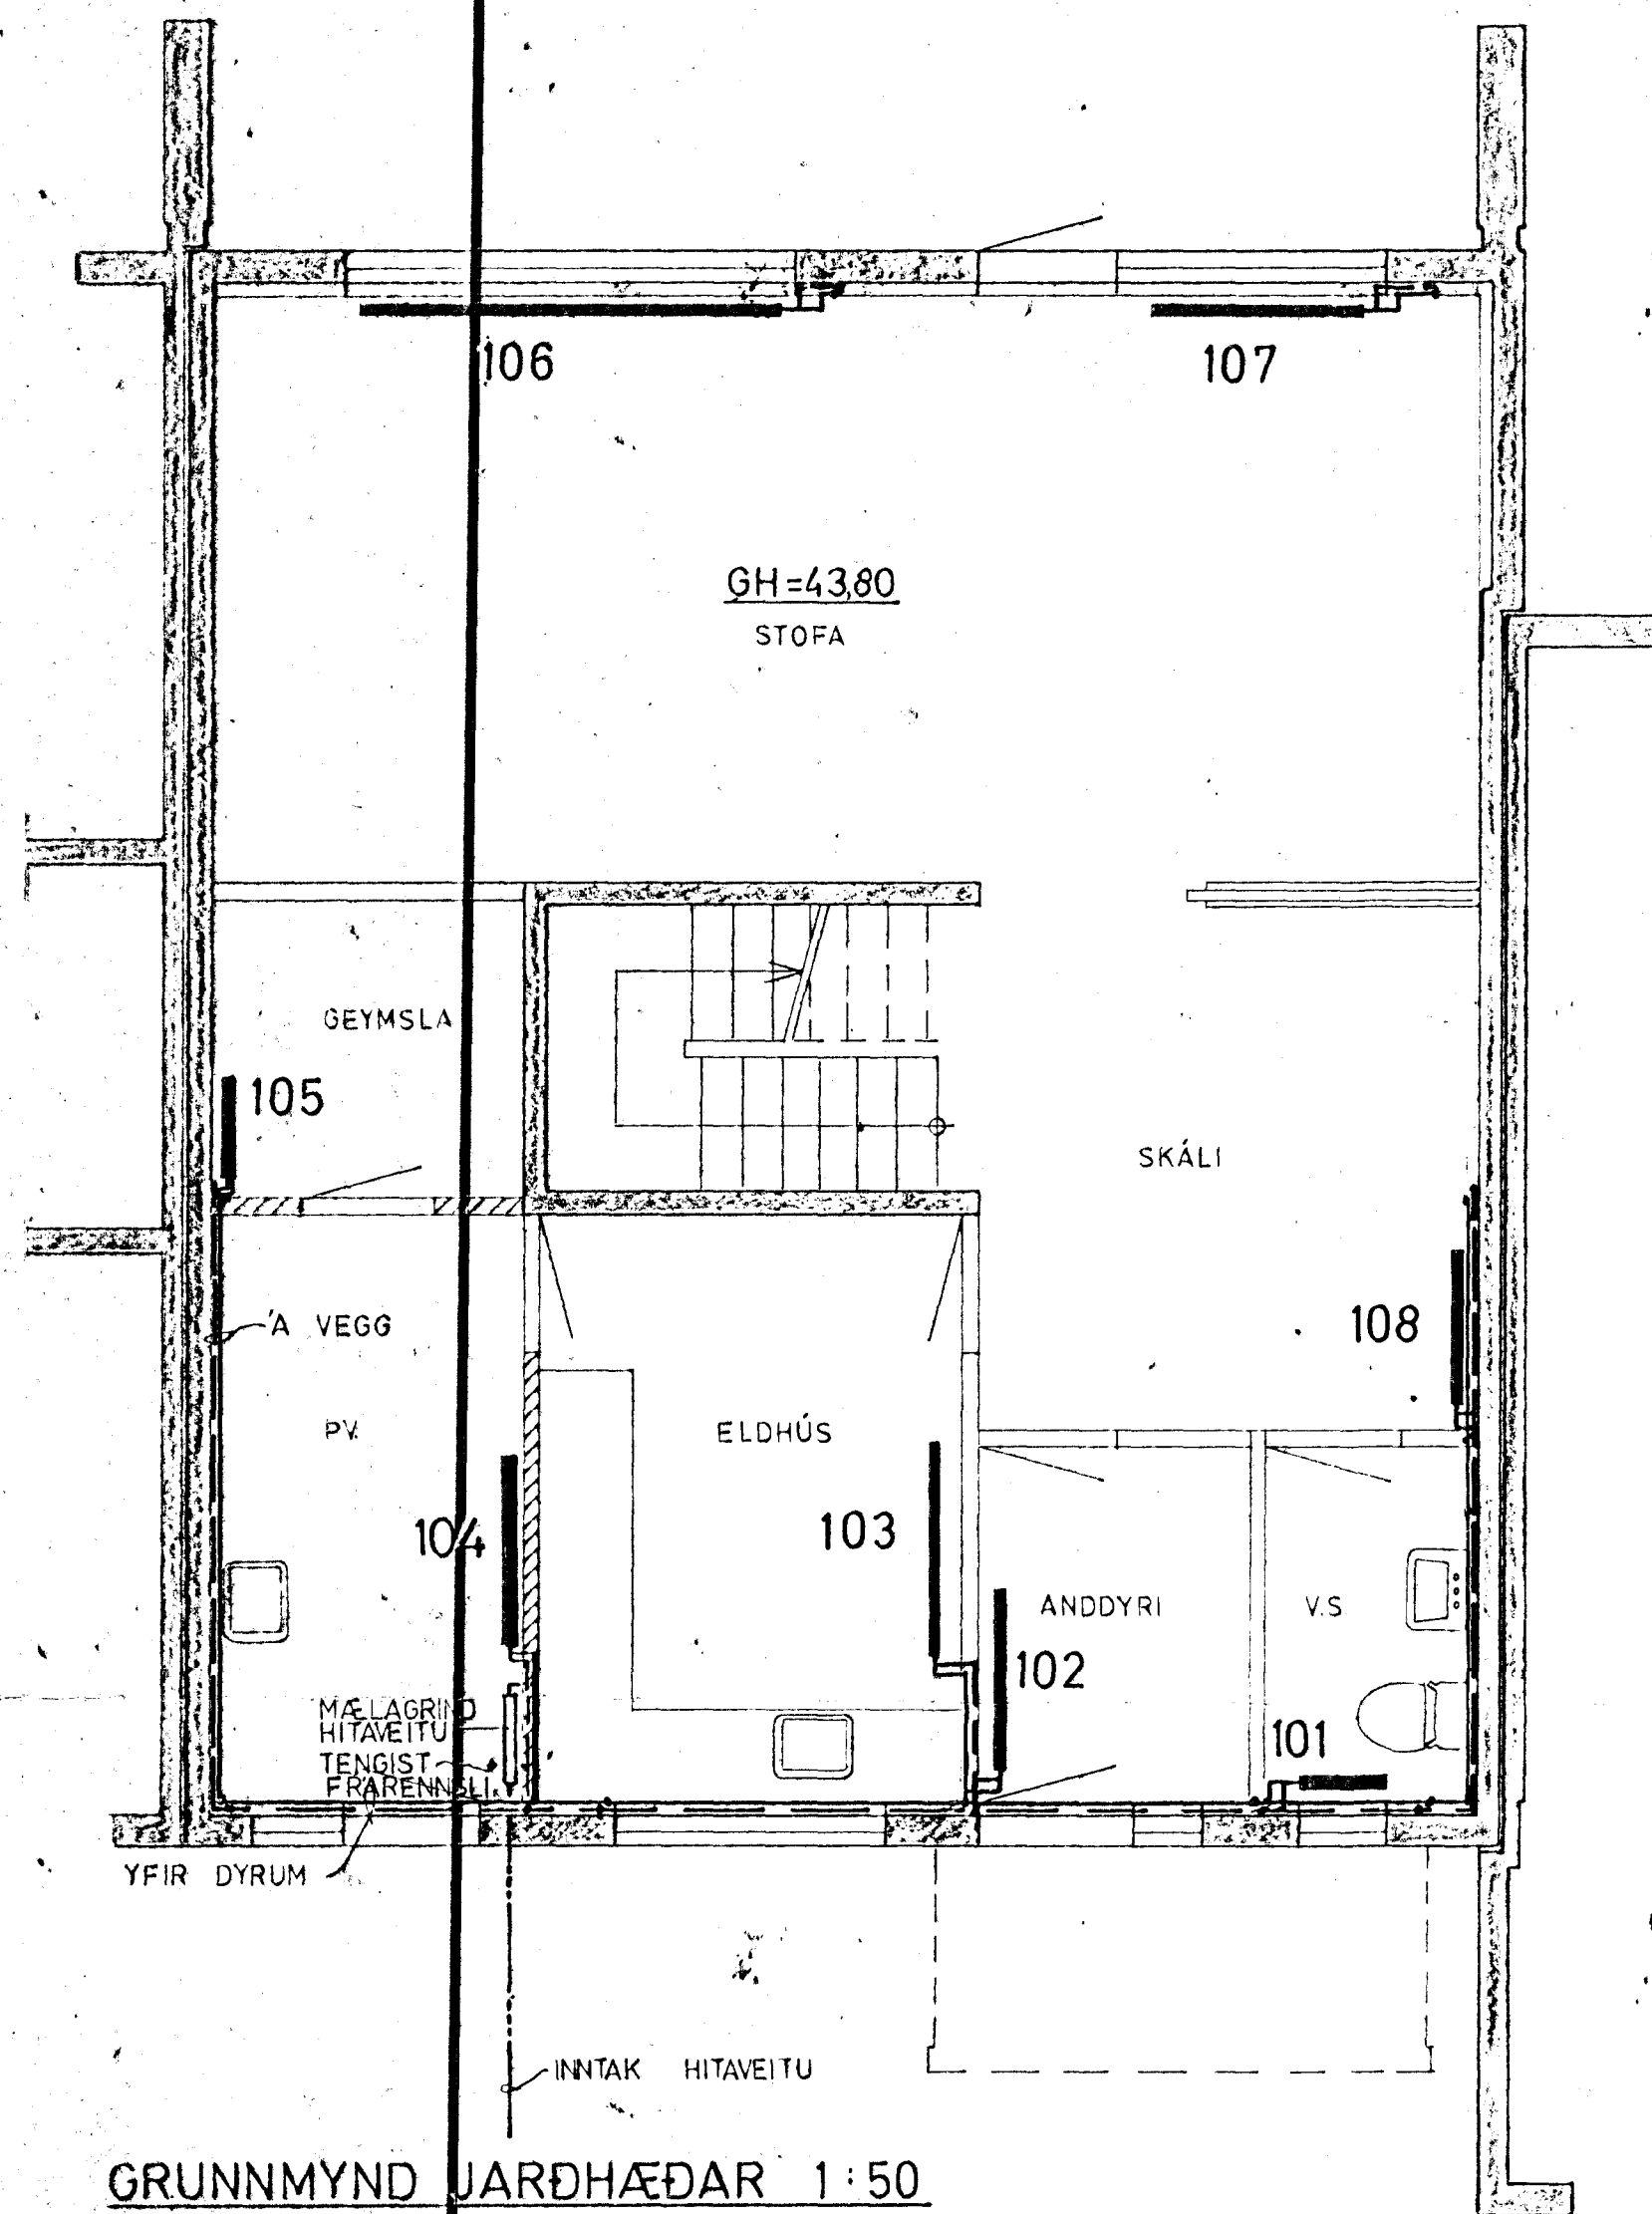 106
107
GH=43,80
STOFA
GEYMSLA
105
SKÁLI
Á VEGG
108
PV.
ELDHÚS
104
103
ANDDYRI
V.S
102
MÆLAGRIND
HITAVEITU
TENGIST
FRÁRENNSLI.
101
YFIR DYRUM
INNTAK HITAVEITU
GRUNNMYND JARÐHÆÐAR 1:50